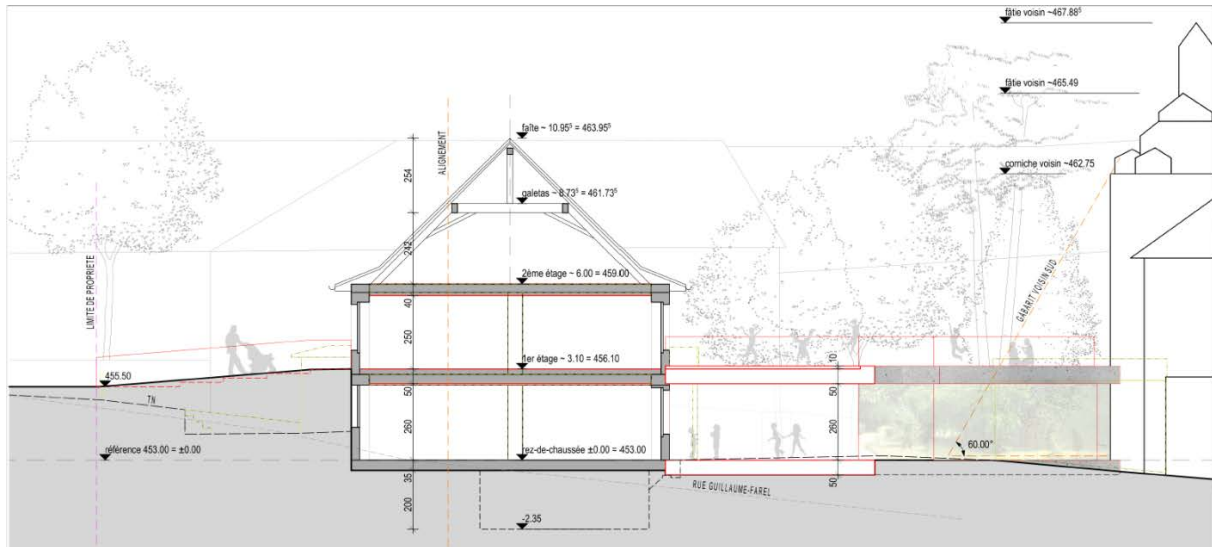 fâtie voisin ~467.88⁵
fâtie voisin ~465.49
faîte ~ 10.95⁵ = 463.95⁵
ALIGNEMENT
corniche voisin ~462.75
254
galetas ~ 8.73⁵ = 461.73⁵
242
LIMITE DE PROPRIETE
GABARIT VOISIN SUD
2ème étage ~ 6.00 = 459.00
40
250
1er étage ~ 3.10 = 456.10
10
455.50
TN
50
50
260
260
référence 453.00 = ±0.00
rez-de-chaussée ±0.00 = 453.00
60.00°
35
50
RUE GUILLAUME-FAREL
200
-2.35